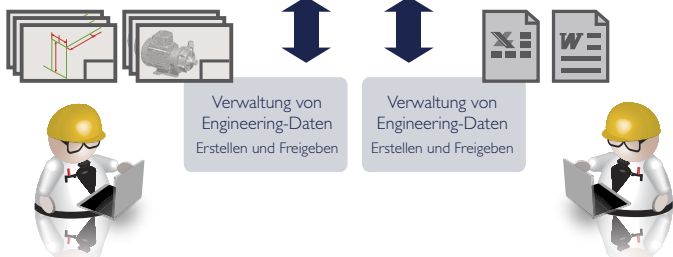 X
W
Verwaltung von
Engineering-Daten
Erstellen und Freigeben
Verwaltung von
Engineering-Daten
Erstellen und Freigeben